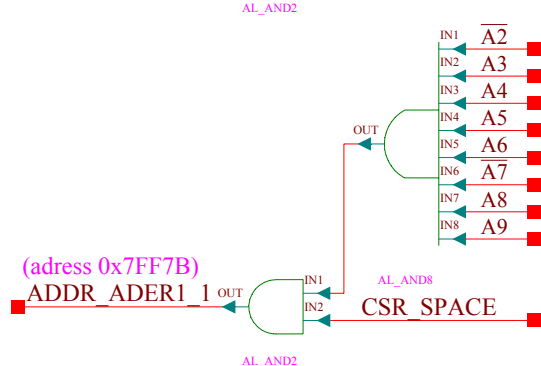 AL_AND2
IN1 A2
IN2 A3
IN3 A4
IN4 A5
OUT
IN5 A6
IN6 A7
IN7 A8
IN8 A9
(adress 0x7FF7B)
AL_AND8
ADDR_ADER1_1 OUT IN1
IN2 CSR_SPACE
AL_AND2